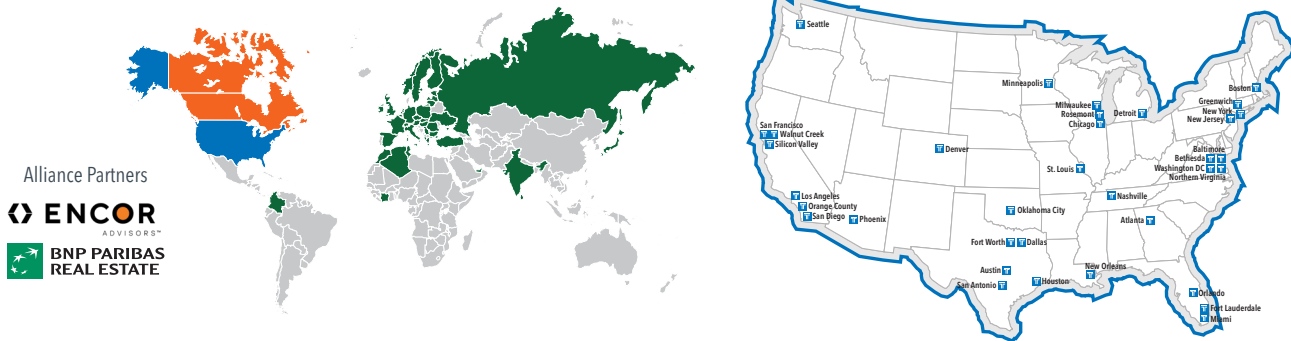 Alliance Partners
ENCOR
ADVISORS™
BNP PARIBAS
REAL ESTATE
Seattle
Minneapolis
Milwaukee
Rosemont
Chicago
Detroit
Boston
Greenwich
New York
New Jersey
San Francisco
Walnut Creek
Silicon Valley
Denver
St. Louis
Baltimore
Bethesda
Washington DC
Northern Virginia
Los Angeles
Orange County
San Diego
Phoenix
Oklahoma City
Nashville
Atlanta
Fort Worth
Dallas
Austin
San Antonio
Houston
New Orleans
Orlando
Fort Lauderdale
Miami